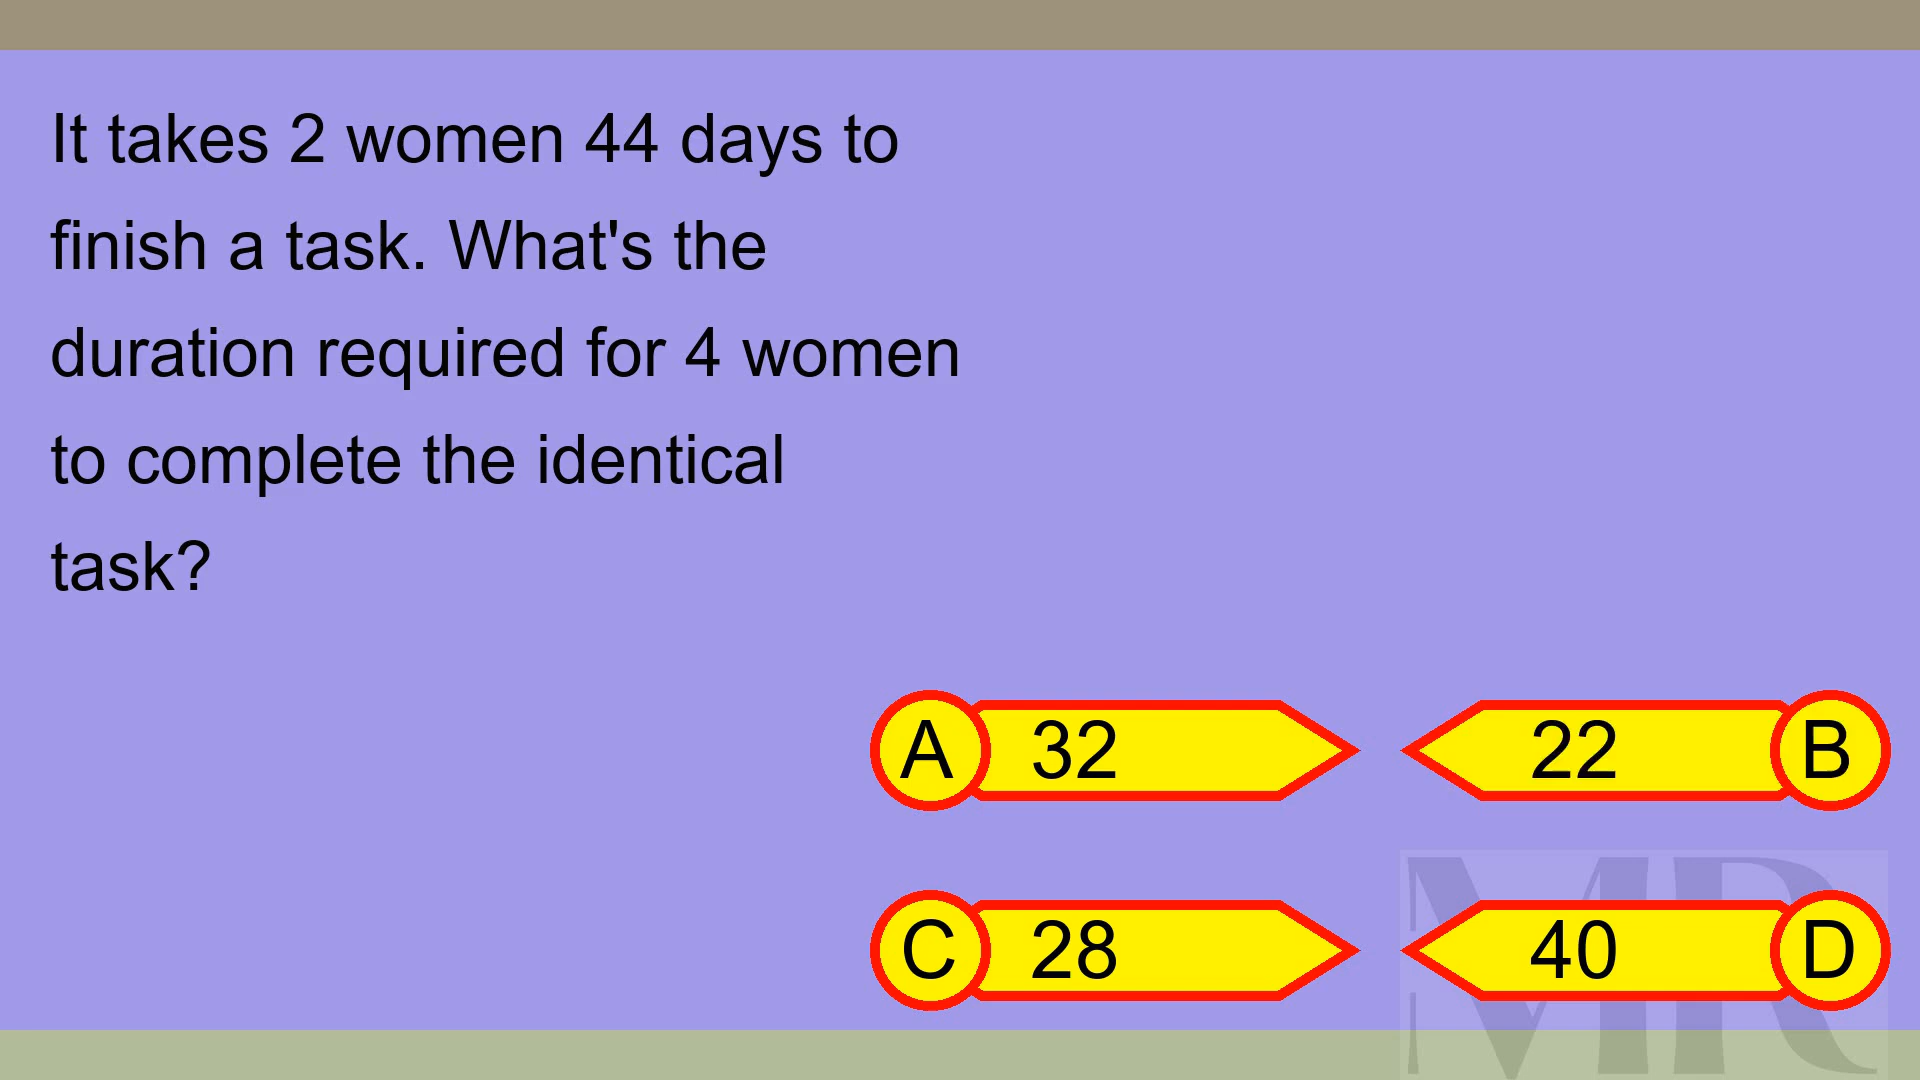 It takes 2 women 44 days to
finish a task. What's the
duration required for 4 women
to complete the identical
task?
A 32
22 B
C 28
40 D
MR